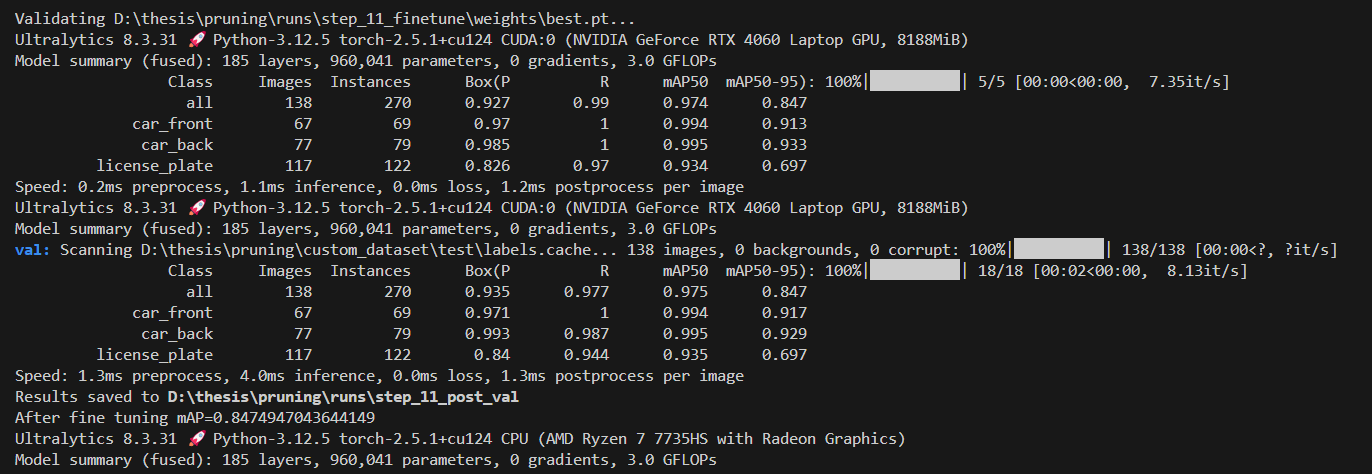 Validating D:\thesis\pruning\runs\step_11_finetune\weights\best.pt...
Ultralytics 8.3.31 🚀 Python-3.12.5 torch-2.5.1+cu124 CUDA:0 (NVIDIA GeForce RTX 4060 Laptop GPU, 8188MiB)
Model summary (fused): 185 layers, 960,041 parameters, 0 gradients, 3.0 GFLOPs
Class Images Instances Box(P R mAP50 mAP50-95): 100%|██████████| 5/5 [00:00<00:00, 7.35it/s]
all 138 270 0.927 0.99 0.974 0.847
car_front 67 69 0.97 1 0.994 0.913
car_back 77 79 0.985 1 0.995 0.933
license_plate 117 122 0.826 0.97 0.934 0.697
Speed: 0.2ms preprocess, 1.1ms inference, 0.0ms loss, 1.2ms postprocess per image
Ultralytics 8.3.31 🚀 Python-3.12.5 torch-2.5.1+cu124 CUDA:0 (NVIDIA GeForce RTX 4060 Laptop GPU, 8188MiB)
Model summary (fused): 185 layers, 960,041 parameters, 0 gradients, 3.0 GFLOPs
val: Scanning D:\thesis\pruning\custom_dataset\test\labels.cache... 138 images, 0 backgrounds, 0 corrupt: 100%|██████████| 138/138 [00:00<?, ?it/s]
Class Images Instances Box(P R mAP50 mAP50-95): 100%|██████████| 18/18 [00:02<00:00, 8.13it/s]
all 138 270 0.935 0.977 0.975 0.847
car_front 67 69 0.971 1 0.994 0.917
car_back 77 79 0.993 0.987 0.995 0.929
license_plate 117 122 0.84 0.944 0.935 0.697
Speed: 1.3ms preprocess, 4.0ms inference, 0.0ms loss, 1.3ms postprocess per image
Results saved to D:\thesis\pruning\runs\step_11_post_val
After fine tuning mAP=0.8474947043644149
Ultralytics 8.3.31 🚀 Python-3.12.5 torch-2.5.1+cu124 CPU (AMD Ryzen 7 7735HS with Radeon Graphics)
Model summary (fused): 185 layers, 960,041 parameters, 0 gradients, 3.0 GFLOPs